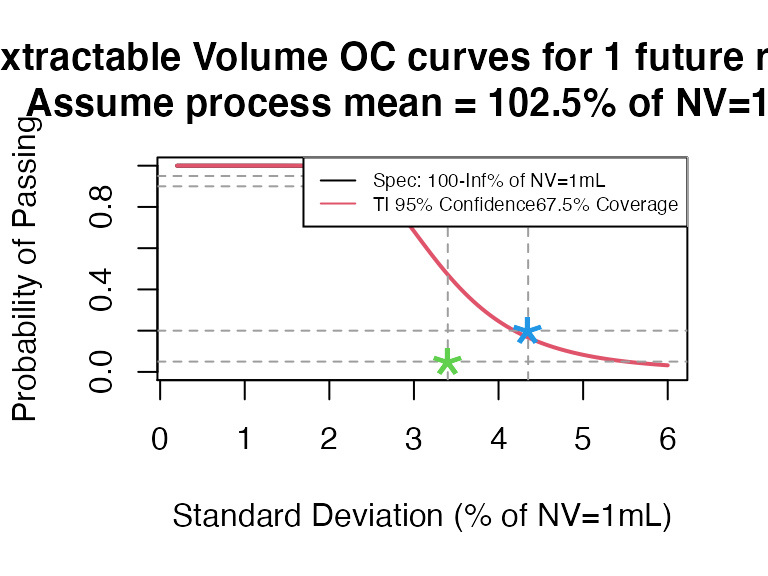 xtractable Volume OC curves for 1 future r
Assume process mean = 102.5% of NV=1
Probability of Passing
0.8
0.4
0.0
Spec: 100-Inf% of NV=1mL
TI 95% Confidence67.5% Coverage
0 1 2 3 4 5 6
Standard Deviation (% of NV=1mL)